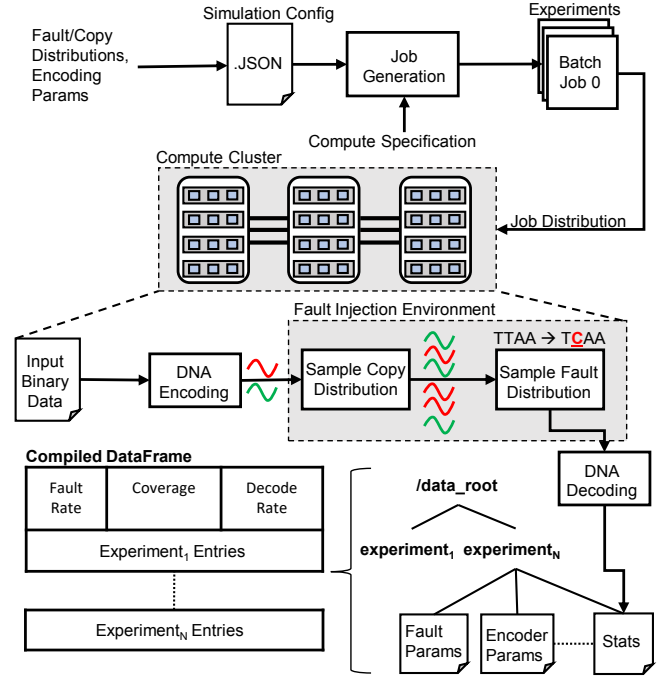 Simulation Config
Experiments
Fault/Copy
Distributions,
Encoding
Params
.JSON
Job
Generation
Batch
Job 0
Compute Specification
Compute Cluster
Job Distribution
Fault Injection Environment
TTAA → TCAA
Input
Binary
Data
DNA
Encoding
Sample Copy
Distribution
Sample Fault
Distribution
Compiled DataFrame
DNA
Decoding
Fault
Rate
Coverage
Decode
Rate
/data_root
Experiment₁ Entries
experiment₁ experimentN
ExperimentN Entries
Fault
Params
Encoder
Params
Stats